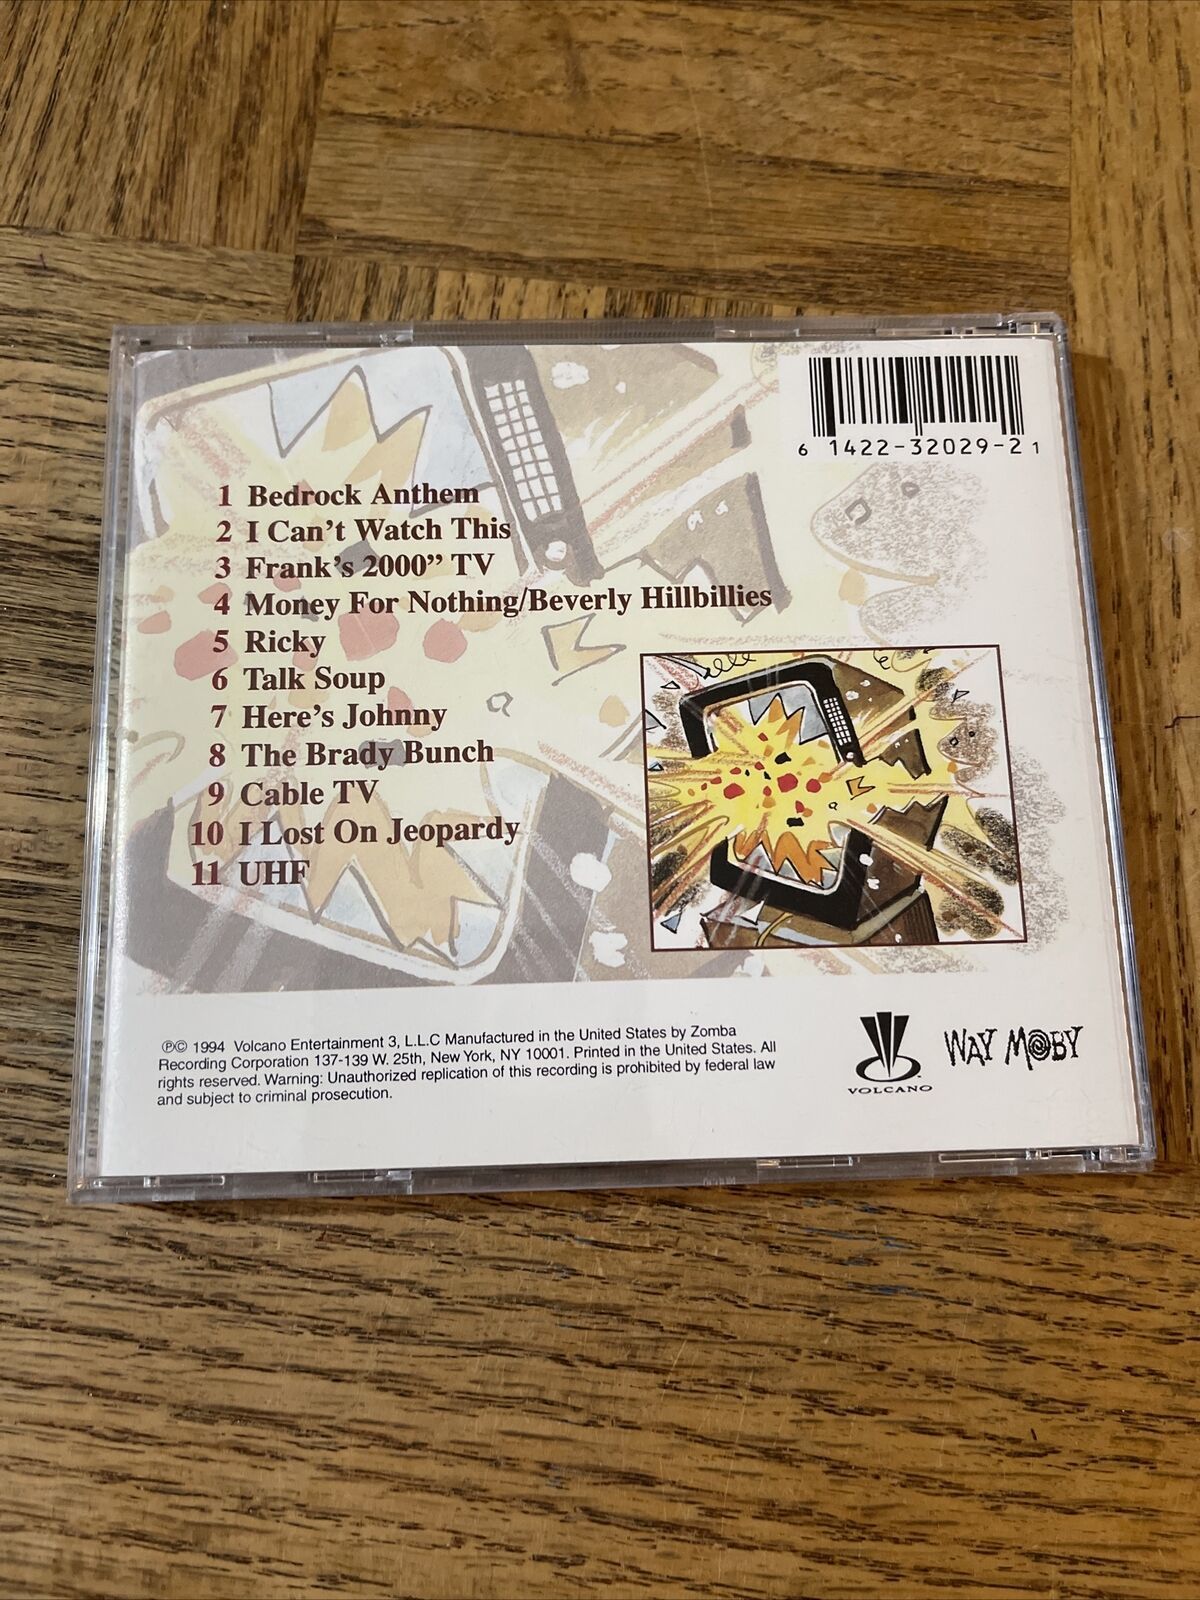 6 1422-32029-2 1
1 Bedrock Anthem
2 I Can't Watch This
3 Frank's 2000” TV
4 Money For Nothing/Beverly Hillbillies
5 Ricky
6 Talk Soup
7 Here's Johnny
8 The Brady Bunch
9 Cable TV
10 I Lost On Jeopardy
11 UHF
℗© 1994 Volcano Entertainment 3, L.L.C Manufactured in the United States by Zomba
Recording Corporation 137-139 W. 25th, New York, NY 10001. Printed in the United States. All
rights reserved. Warning: Unauthorized replication of this recording is prohibited by federal law
and subject to criminal prosecution.
VOLCANO
WAY MOBY